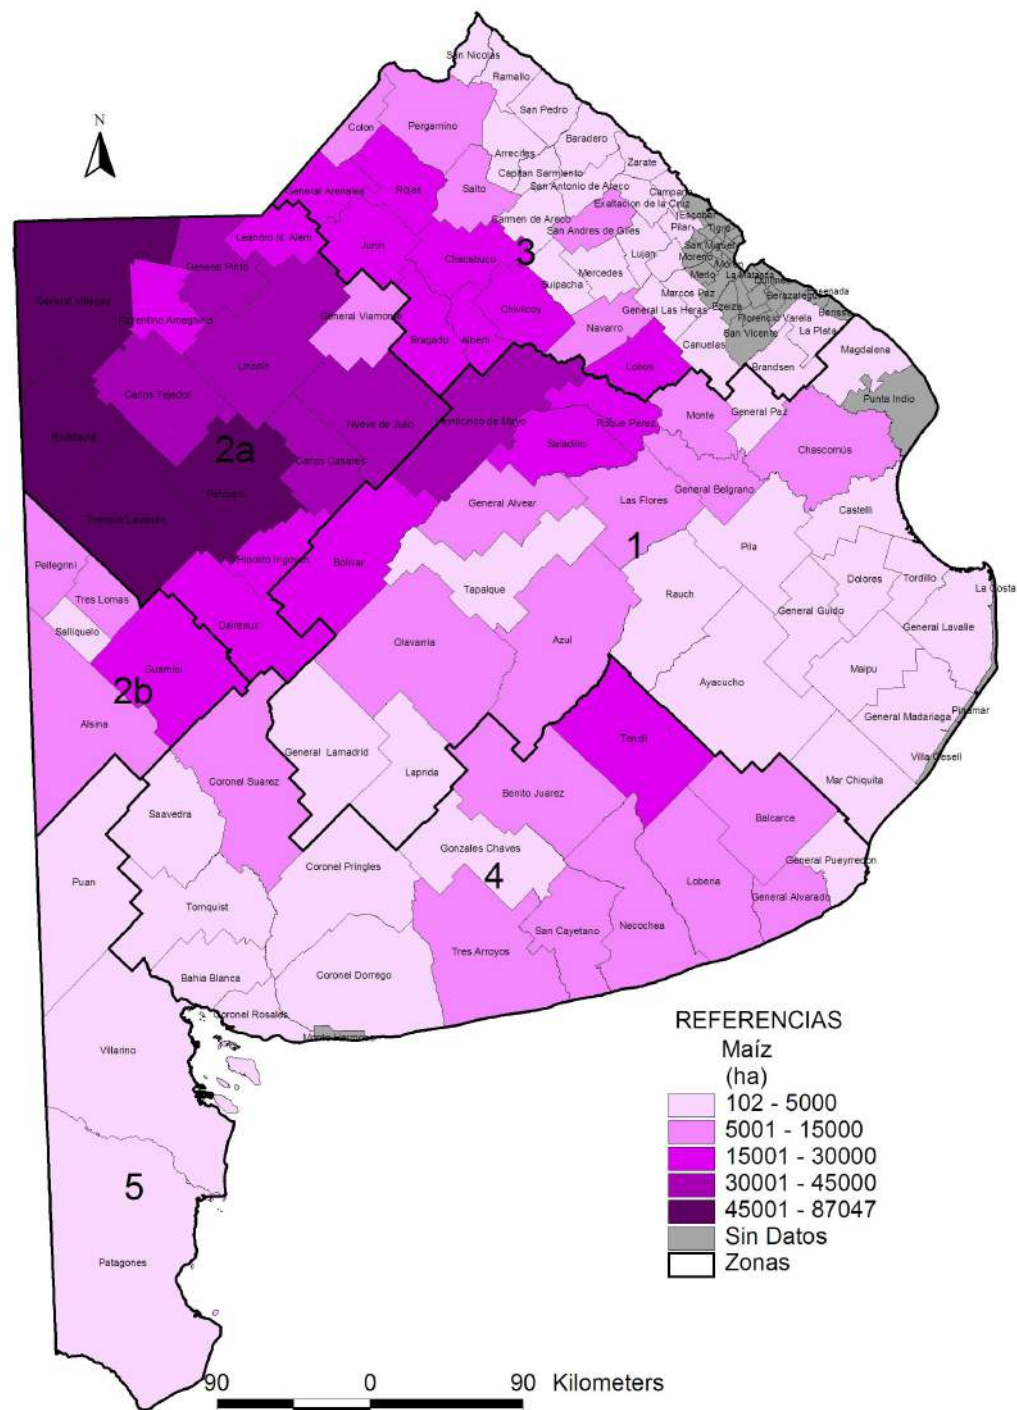 N
San Nicolas
Ramallo
San Pedro
Colon
Pergamino
Baradero
Arrecifes
Zarate
Capitan Sarmiento
San Antonio de Areco
General Arenales
Rojas
Salto
Campana
Exaltacion de la Cruz
Escobar
Carmen de Areco
San Andres de Giles
Pilar
Tigre
Leandro N. Alem
Junin
3
San Miguel
General Pinto
Chacabuco
Lujan
Moreno
Moron
Mercedes
Merlo
La Matanza
Suipacha
Marcos Paz
Ezeiza
Berazategui
General Villegas
Chivilcoy
General Las Heras
Florencio Varela
Florentino Ameghino
General Viamonte
Navarro
San Vicente
La Plata
Bragado
Alberti
Canuelas
Magdalena
Lincoln
Lobos
Brandsen
Carlos Tejedor
Punta Indio
Nueve de Julio
Veinticinco de Mayo
Roque Perez
Monte
General Paz
Rivadavia
2a
Saladillo
Chascomús
Carlos Casares
Pehuajo
General Alvear
Las Flores
General Belgrano
Castelli
Trenque Lauquen
Hipolito Irigoyen
Bolivar
1
Pila
Pellegrini
Tapalque
Dolores
Tordillo
Tres Lomas
Rauch
La Costa
Salliquelo
Daireaux
General Guido
General Lavalle
Olavarria
Azul
Guamini
Maipu
2b
Ayacucho
Alsina
General Madariaga
Pinamar
Tandil
General Lamadrid
Villa Gesell
Coronel Suarez
Laprida
Mar Chiquita
Benito Juarez
Saavedra
Balcarce
Gonzales Chaves
General Pueyrredon
Coronel Pringles
4
Puan
Loberia
General Alvarado
Tornquist
Necochea
San Cayetano
Tres Arroyos
Bahia Blanca
Coronel Dorrego
Coronel Rosales
Monte Hermoso
Villarino
5
Patagones
REFERENCIAS
Maíz
(ha)
102 - 5000
5001 - 15000
15001 - 30000
30001 - 45000
45001 - 87047
Sin Datos
Zonas
90 0 90 Kilometers